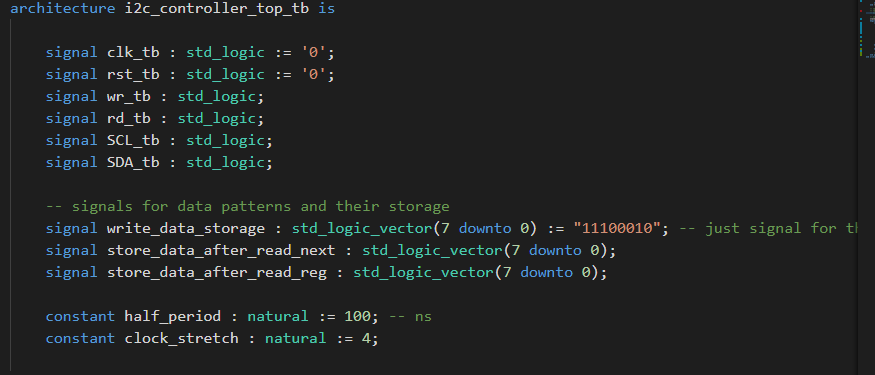 architecture i2c_controller_top_tb is
signal clk_tb : std_logic := '0';
signal rst_tb : std_logic := '0';
signal wr_tb : std_logic;
signal rd_tb : std_logic;
signal SCL_tb : std_logic;
signal SDA_tb : std_logic;
-- signals for data patterns and their storage
signal write_data_storage : std_logic_vector(7 downto 0) := "11100010"; -- just signal for
signal store_data_after_read_next : std_logic_vector(7 downto 0);
signal store_data_after_read_reg : std_logic_vector(7 downto 0);
constant half_period : natural := 100; -- ns
constant clock_stretch : natural := 4;